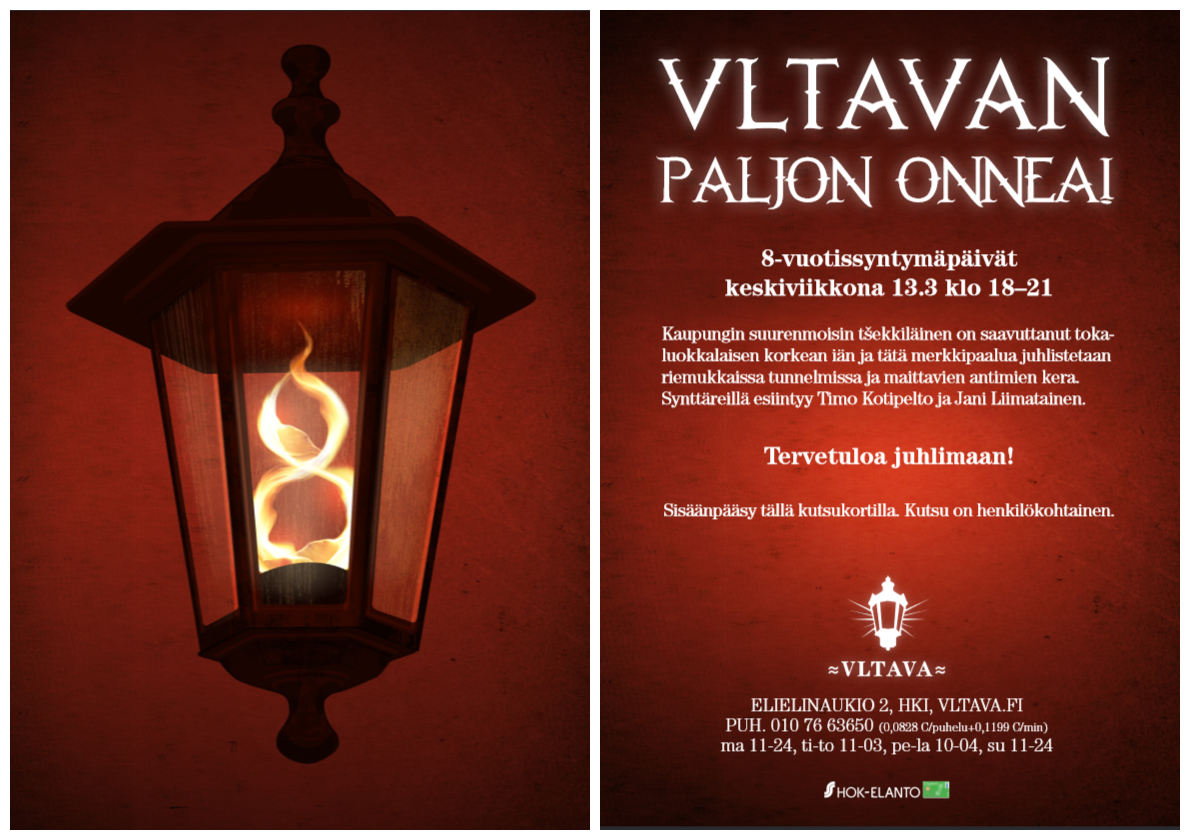 VLTAVAN
PALJON ONNEA!
8-vuotissyntymäpäivät
keskiviikkona 13.3 klo 18–21
Kaupungin suurenmoisin tšekkiläinen on saavuttanut toka-
luokkalaisen korkean iän ja tätä merkkipaalua juhlistetaan
riemukkaissa tunnelmissa ja maittavien antimien kera.
Synttäreillä esiintyy Timo Kotipelto ja Jani Liimatainen.
Tervetuloa juhlimaan!
Sisäänpääsy tällä kutsukortilla. Kutsu on henkilökohtainen.
≈VLTAVA≈
ELIELINAUKIO 2, HKI, VLTAVA.FI
PUH. 010 76 63650 (0,0828 €/puhelu+0,1199 €/min)
ma 11-24, ti-to 11-03, pe-la 10-04, su 11-24
HOK-ELANTO
8